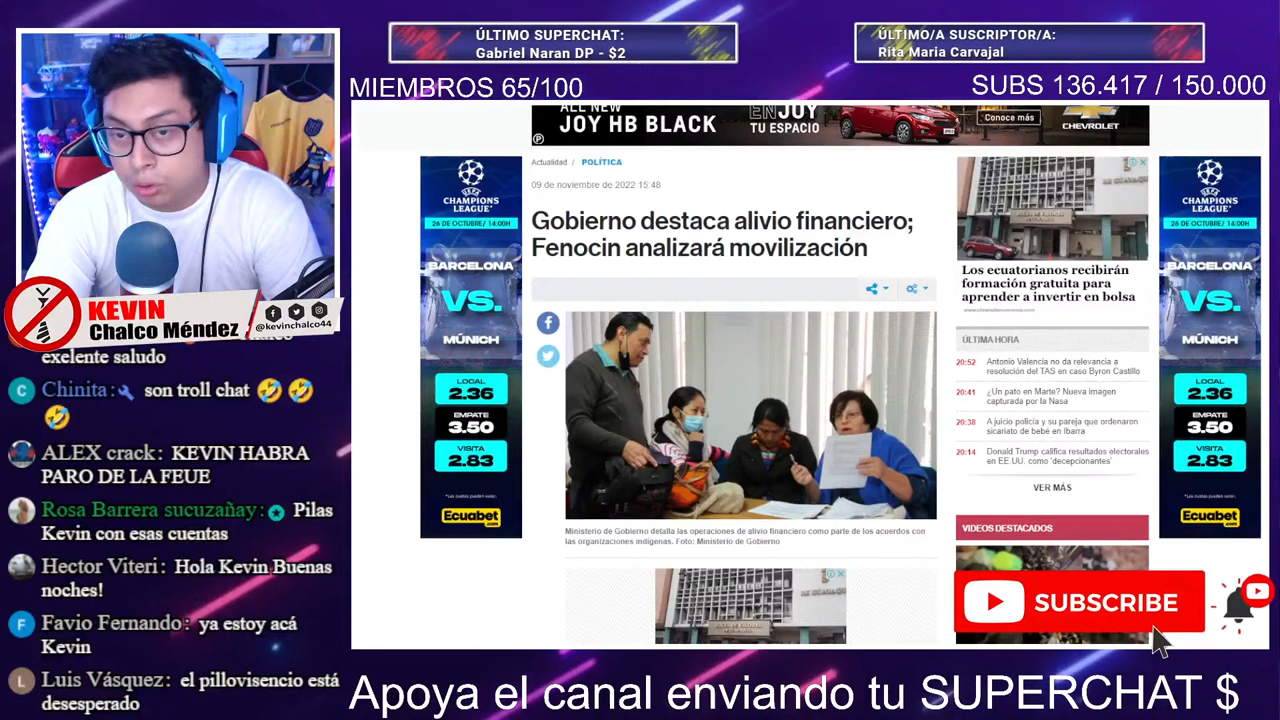 ÚLTIMO SUPERCHAT:
Gabriel Naran DP - $2
ÚLTIMO/A SUSCRIPTOR/A:
Rita Maria Carvajal
MIEMBROS 65/100
SUBS 136.417 / 150.000
KEVIN
Chalco Méndez
@kevinchalco44
exelente saludo
Chinita: son troll chat 🤣 🤣
🤣
ALEX crack: KEVIN HABRA
PARO DE LA FEUE
Rosa Barrera sucuzañay: Pilas
Kevin con esas cuentas
Hector Viteri: Hola Kevin Buenas
noches!
Favio Fernando: ya estoy acá
Kevin
Luis Vásquez: el pillovisencio está
desesperado
ALL NEW
JOY HB BLACK
ENJOY
TU ESPACIO
Conoce más
CHEVROLET
UEFA
CHAMPIONS
LEAGUE
26 DE OCTUBRE/ 14:00H
BARCELONA
VS.
MÚNICH
LOCAL
2.36
EMPATE
3.50
VISITA
2.83
Ecuabet
Actualidad / POLÍTICA
09 de noviembre de 2022 15:48
Gobierno destaca alivio financiero;
Fenocin analizará movilización
Ministerio de Gobierno detalla las operaciones de alivio financiero como parte de los acuerdos con
las organizaciones indígenas. Foto: Ministerio de Gobierno
Los ecuatorianos recibirán
formación gratuita para
aprender a invertir en bolsa
ÚLTIMA HORA
20:52 Antonio Valencia no da relevancia a
resolución del TAS en caso Byron Castillo
20:41 ¿Un pato en Marte? Nueva imagen
capturada por la Nasa
20:38 A juicio policía y su pareja que ordenaron
sicariato de bebé en Ibarra
20:14 Donald Trump califica resultados electorales
en EE.UU. como 'decepcionantes'
VER MÁS
VIDEOS DESTACADOS
UEFA
CHAMPIONS
LEAGUE
26 DE OCTUBRE/ 14:00H
BARCELONA
VS.
MÚNICH
LOCAL
2.36
EMPATE
3.50
VISITA
2.83
Ecuabet
SUBSCRIBE
Apoya el canal enviando tu SUPERCHAT $